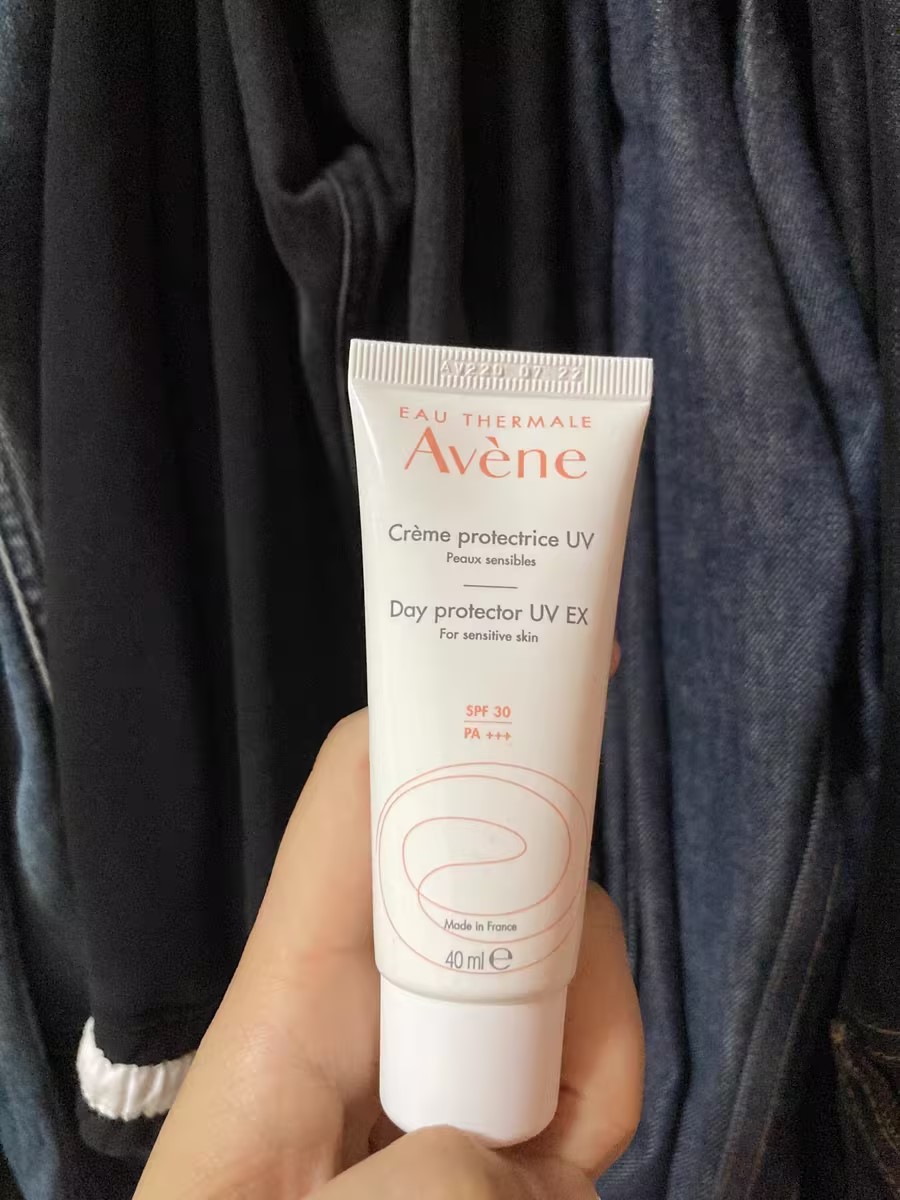 AV220 07 22
EAU THERMALE
Avène
Crème protectrice UV
Peaux sensibles
Day protector UV EX
For sensitive skin
SPF 30
PA +++
Made in France
40 ml ℮